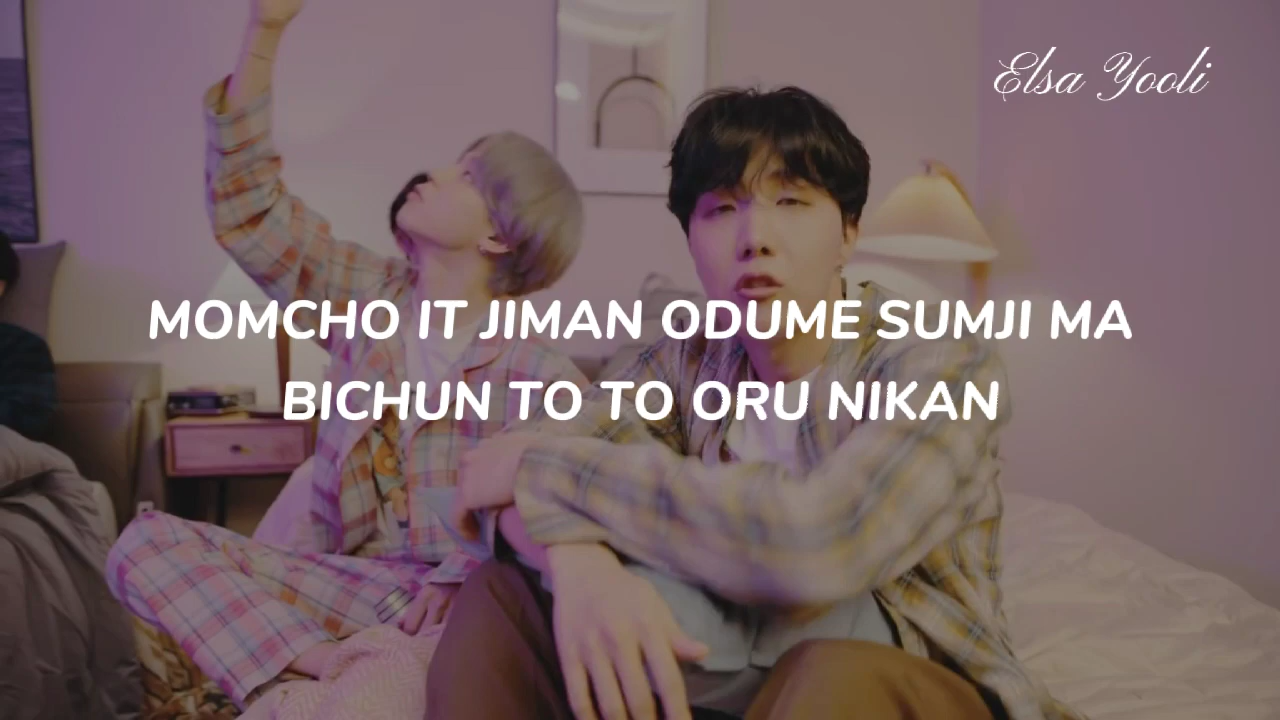 Elsa Yooli
MOMCHO IT JIMAN ODUME SUMJI MA
BICHUN TO TO ORU NIKAN